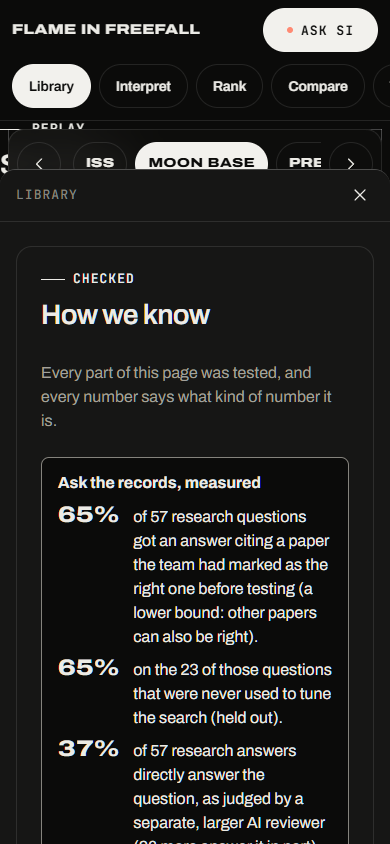 FLAME IN FREEFALL
ASK SI
Library
Interpret
Rank
Compare
REPLAY
ISS
MOON BASE
LIBRARY
CHECKED
How we know
Every part of this page was tested, and
every number says what kind of number it
is.
Ask the records, measured
65% of 57 research questions
got an answer citing a paper
the team had marked as the
right one before testing (a
lower bound: other papers
can also be right).
65% on the 23 of those questions
that were never used to tune
the search (held out).
37% of 57 research answers
directly answer the
question, as judged by a
separate, larger AI reviewer